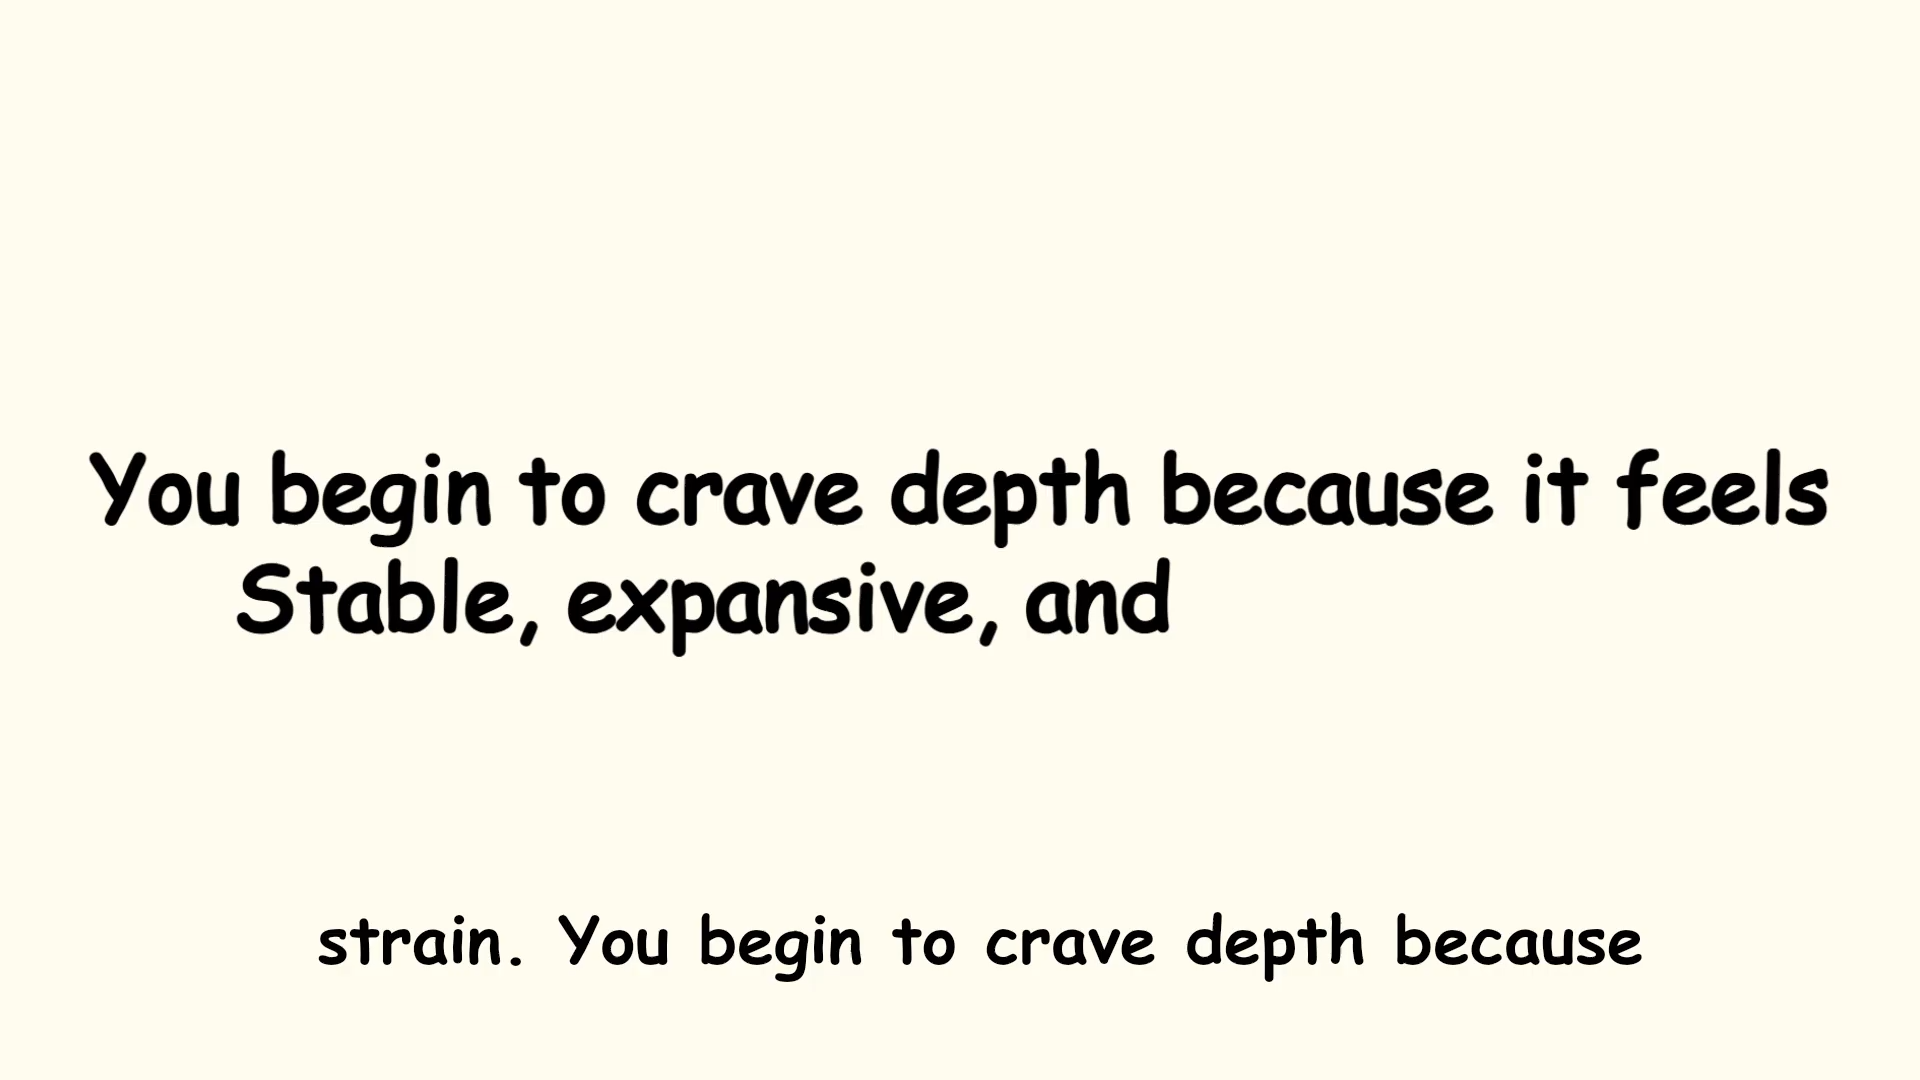 You begin to crave depth because it feels
Stable, expansive, and
strain. You begin to crave depth because